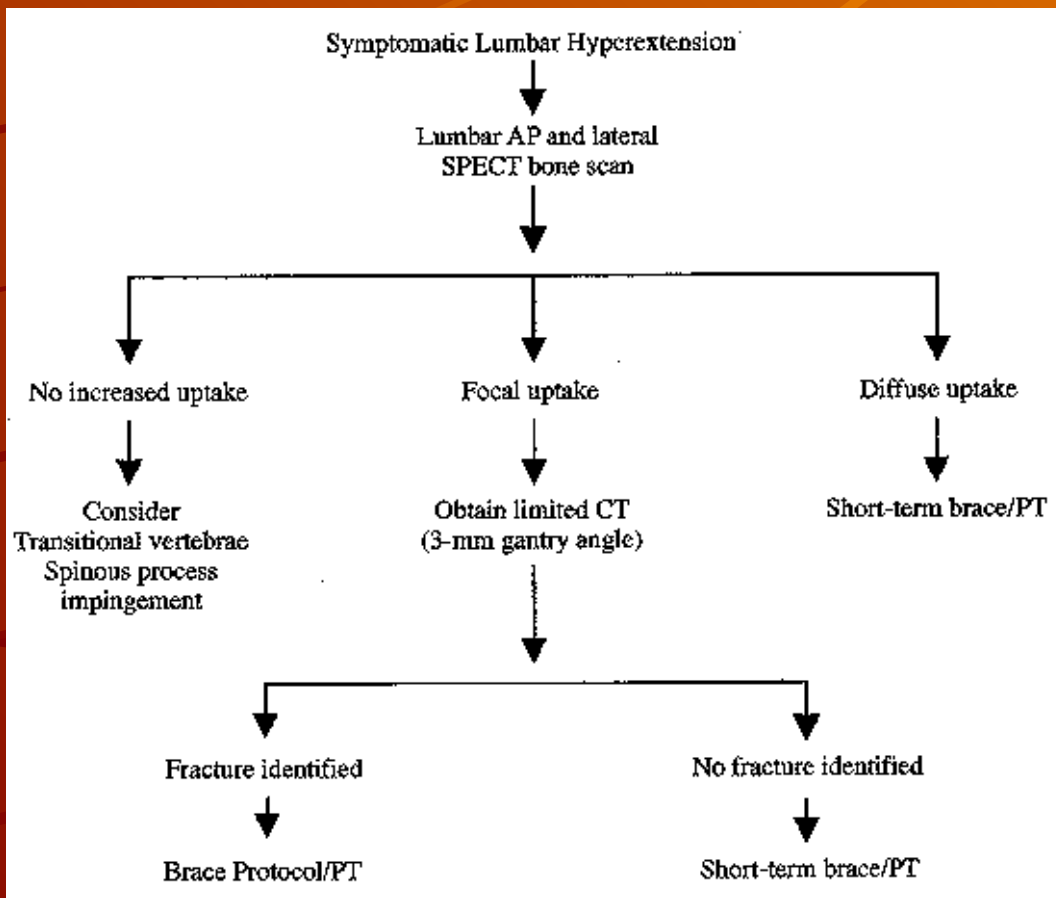 Symptomatic Lumbar Hyperextension
Lumbar AP and lateral
SPECT bone scan
No increased uptake
Focal uptake
Diffuse uptake
Consider
Transitional vertebrae
Spinous process
impingement
Obtain limited CT
(3-mm gantry angle)
Short-term brace/PT
Fracture identified
No fracture identified
Brace Protocol/PT
Short-term brace/PT